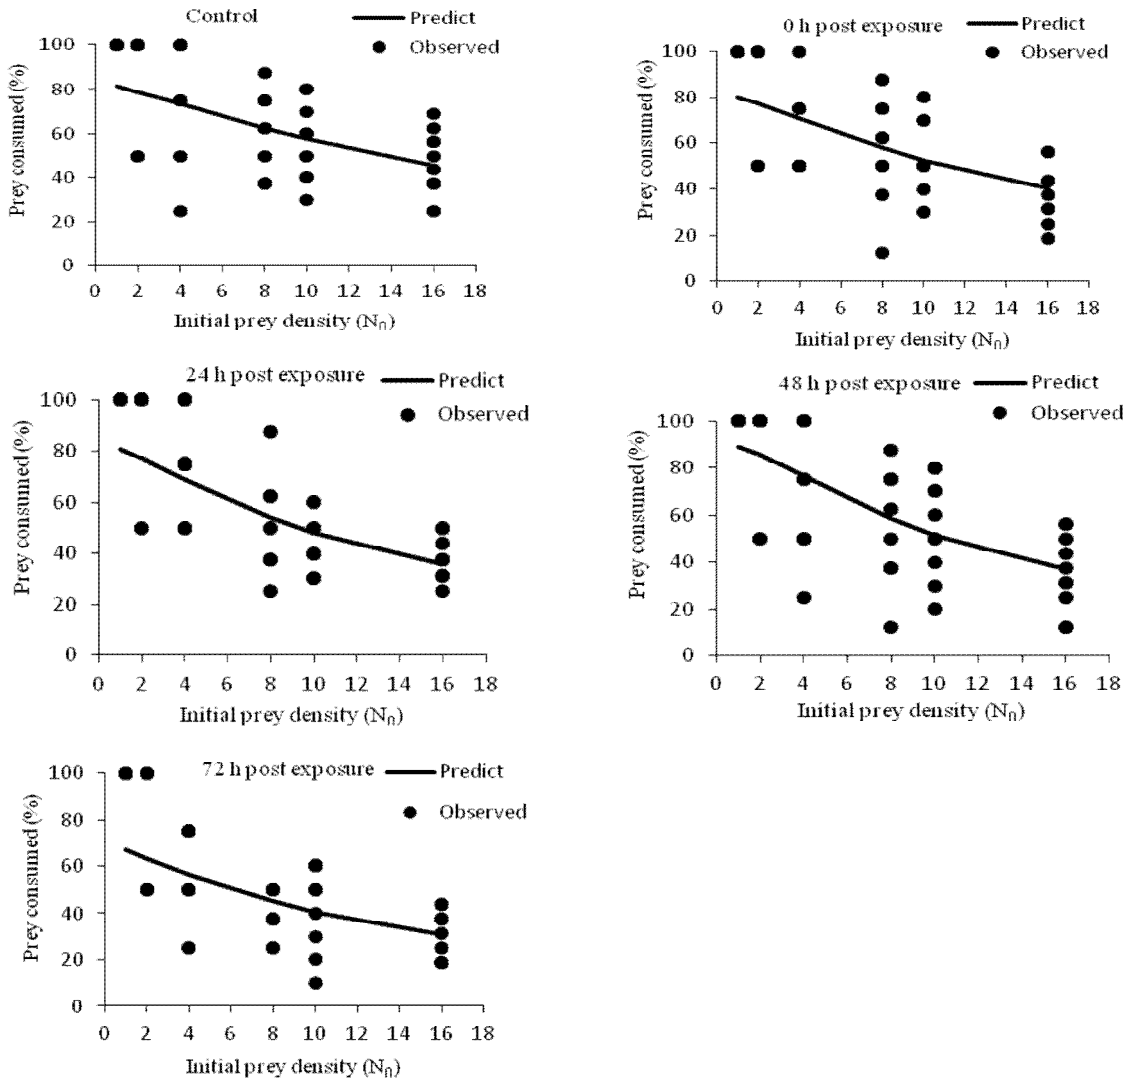 Control
Predict
Observed
Prey consumed (%)
100
80
60
40
20
0
0 2 4 6 8 10 12 14 16 18
Initial prey density (N0)
0 h post exposure
Predict
Observed
Prey consumed (%)
100
80
60
40
20
0
0 2 4 6 8 10 12 14 16 18
Initial prey density (N0)
24 h post exposure
Predict
Observed
Prey consumed (%)
100
80
60
40
20
0
0 2 4 6 8 10 12 14 16 18
Initial prey density (N0)
48 h post exposure
Predict
Observed
Prey consumed (%)
100
80
60
40
20
0
0 2 4 6 8 10 12 14 16 18
Initial prey density (N0)
72 h post exposure
Predict
Observed
Prey consumed (%)
100
80
60
40
20
0
0 2 4 6 8 10 12 14 16 18
Initial prey density (N0)